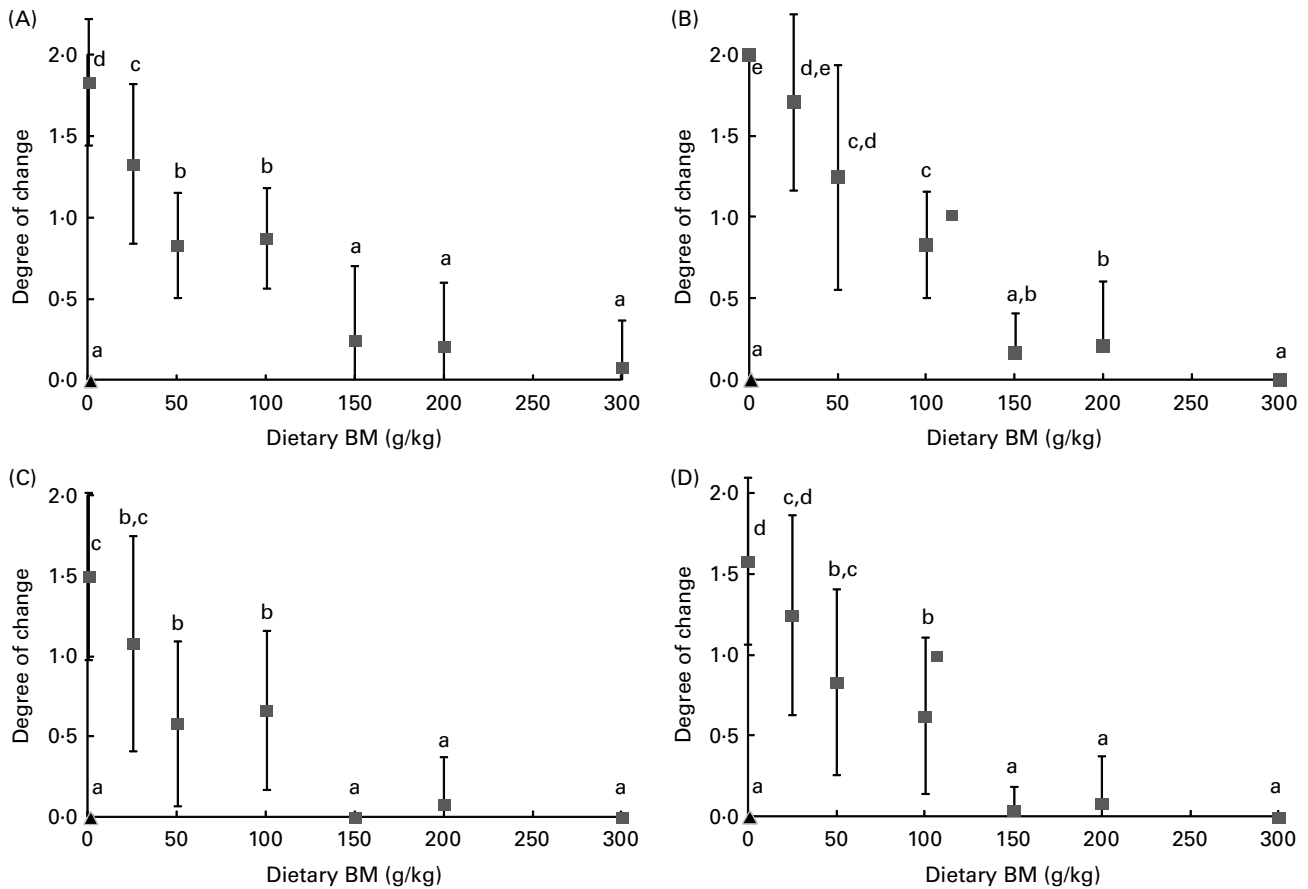 (A)
2·0
1·5
1·0
0·5
0·0
Degree of change
d
c
b
b
a
a
a
a
0
50
100
150
200
250
300
Dietary BM (g/kg)
(B)
2·0
1·5
1·0
0·5
0·0
Degree of change
e
d,e
c,d
c
a,b
b
a
a
0
50
100
150
200
250
300
Dietary BM (g/kg)
(C)
2·0
1·5
1·0
0·5
0·0
Degree of change
c
b,c
b
b
a
a
a
a
0
50
100
150
200
250
300
Dietary BM (g/kg)
(D)
2·0
1·5
1·0
0·5
0·0
Degree of change
d
c,d
b,c
b
a
a
a
a
0
50
100
150
200
250
300
Dietary BM (g/kg)